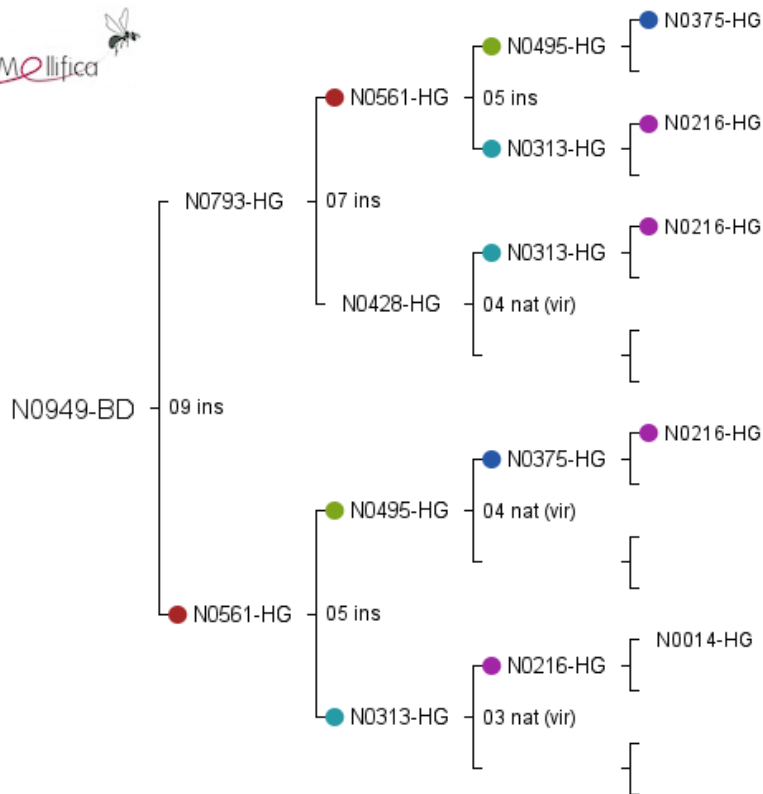 Mellifica
N0375-HG
N0495-HG
N0561-HG
05 ins
N0313-HG
N0216-HG
N0793-HG
07 ins
N0313-HG
N0216-HG
N0428-HG
04 nat (vir)
N0949-BD
09 ins
N0375-HG
N0216-HG
N0495-HG
04 nat (vir)
N0561-HG
05 ins
N0216-HG
N0014-HG
N0313-HG
03 nat (vir)